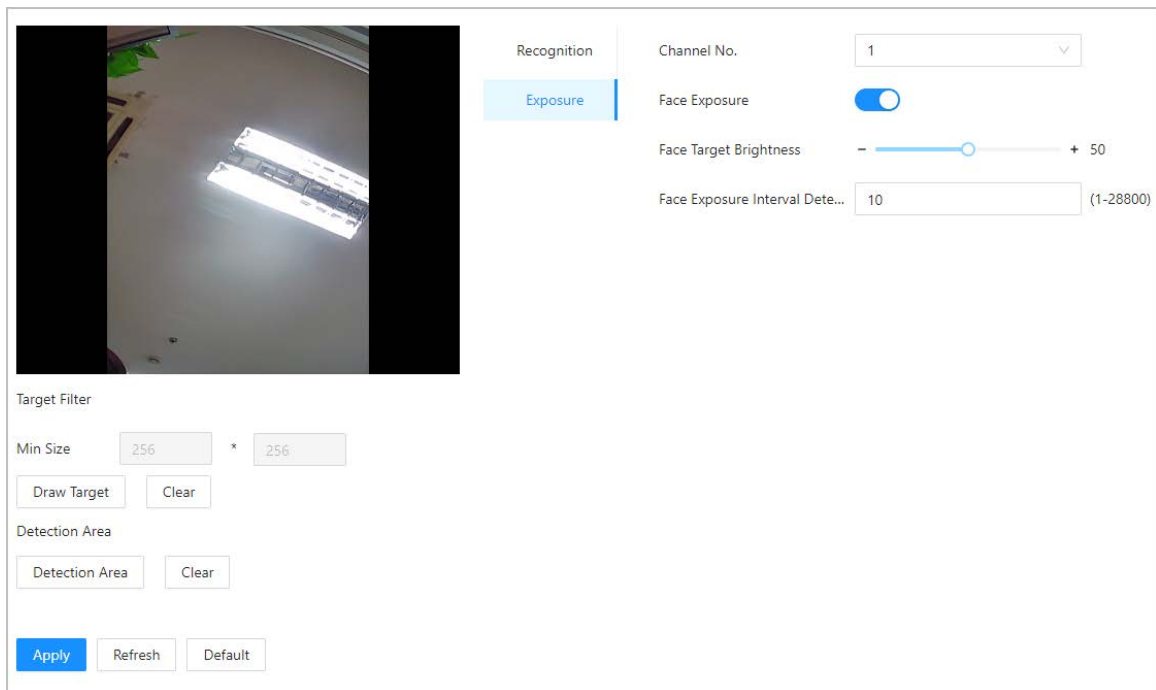 Recognition
Exposure
Channel No. 1
Face Exposure
Face Target Brightness - + 50
Face Exposure Interval Dete... 10 (1-28800)
Target Filter
Min Size 256 * 256
Draw Target Clear
Detection Area
Detection Area Clear
Apply Refresh Default